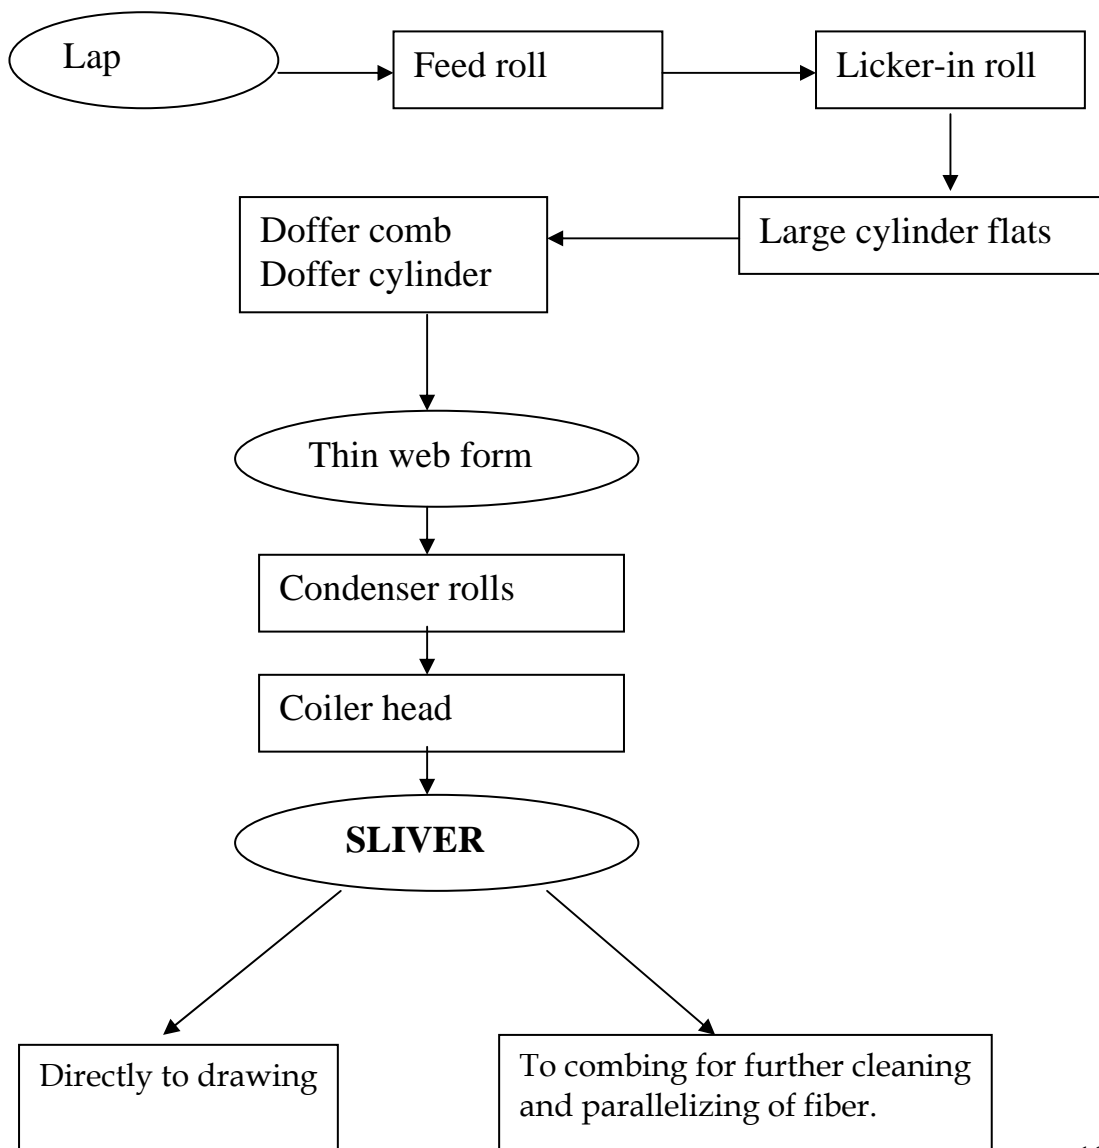 Lap
Feed roll
Licker-in roll
Large cylinder flats
Doffer comb
Doffer cylinder
Thin web form
Condenser rolls
Coiler head
SLIVER
Directly to drawing
To combing for further cleaning
and parallelizing of fiber.